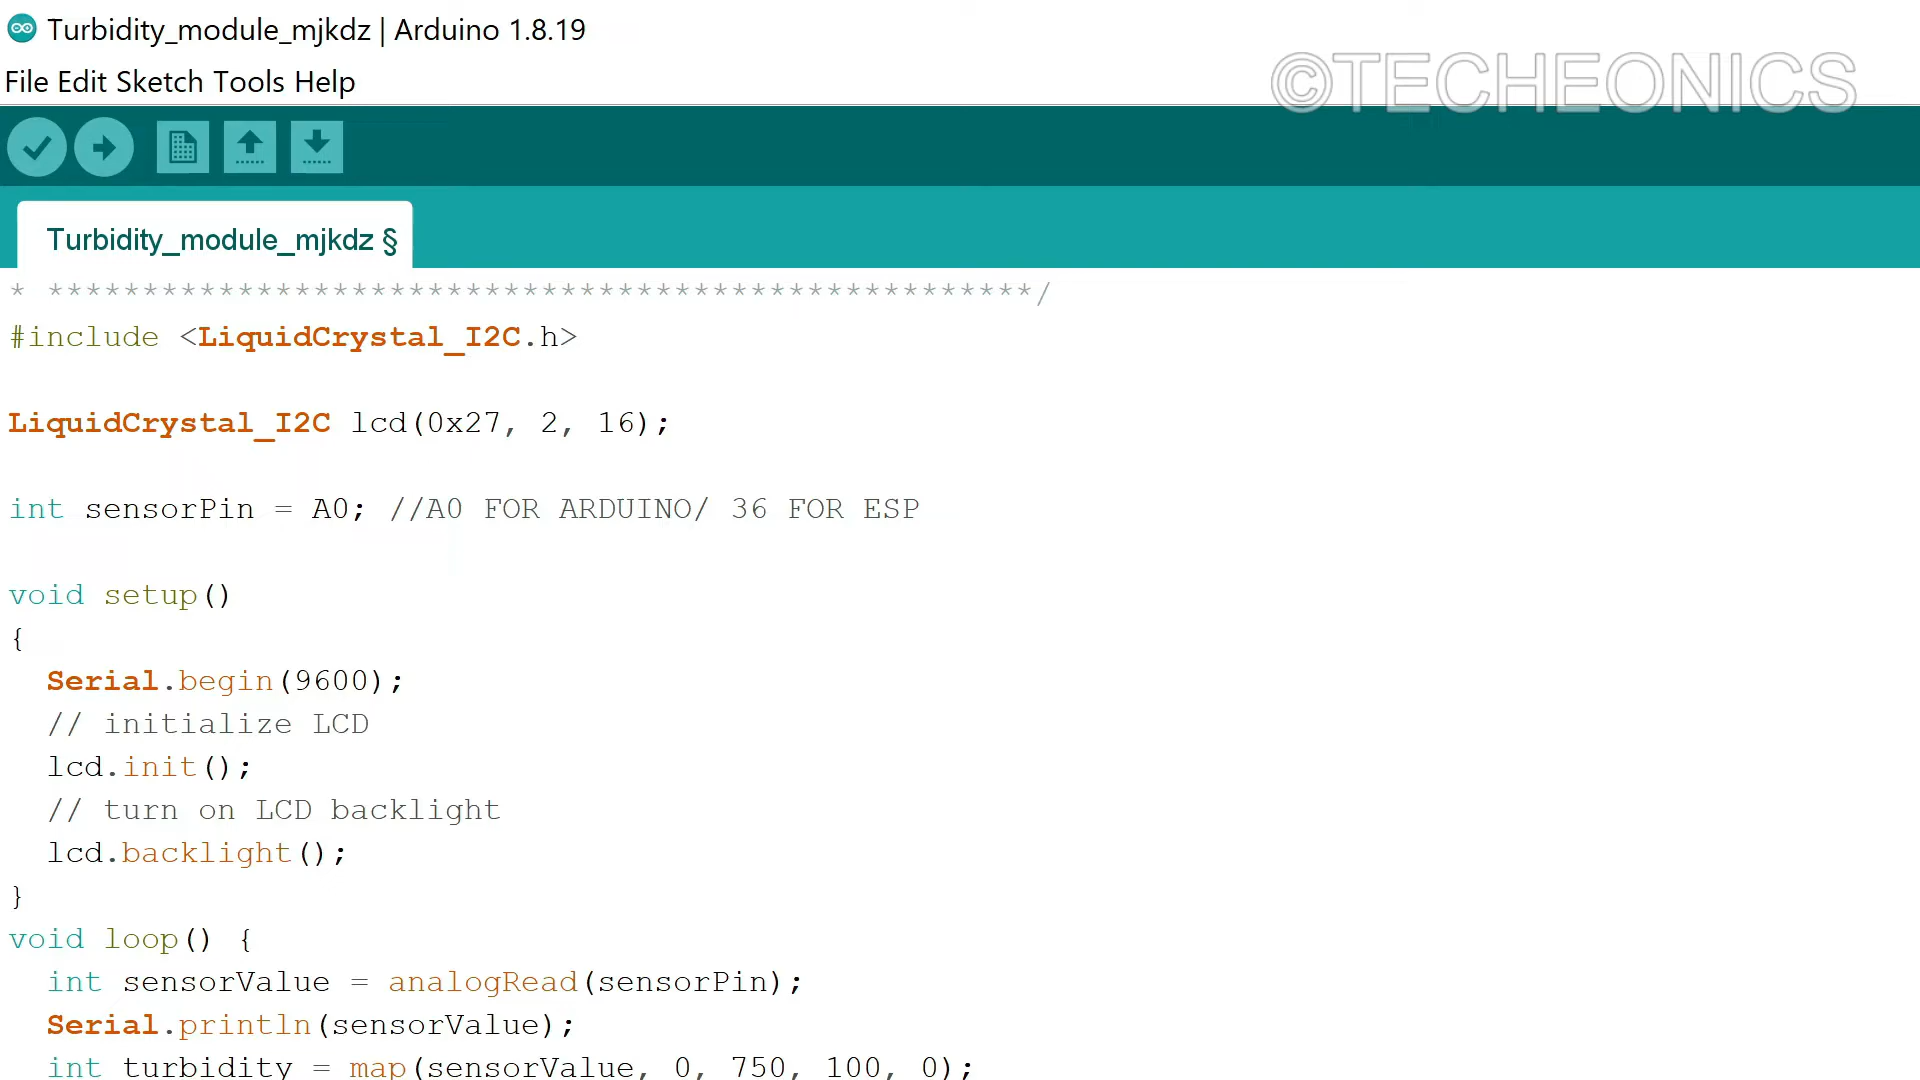 Turbidity_module_mjkdz | Arduino 1.8.19
File Edit Sketch Tools Help
©TECHEONICS
Turbidity_module_mjkdz §
* ****************************************************/
#include <LiquidCrystal_I2C.h>
LiquidCrystal_I2C lcd(0x27, 2, 16);
int sensorPin = A0; //A0 FOR ARDUINO/ 36 FOR ESP
void setup()
{
Serial.begin(9600);
// initialize LCD
lcd.init();
// turn on LCD backlight
lcd.backlight();
}
void loop() {
int sensorValue = analogRead(sensorPin);
Serial.println(sensorValue);
int turbidity = map(sensorValue, 0, 750, 100, 0);